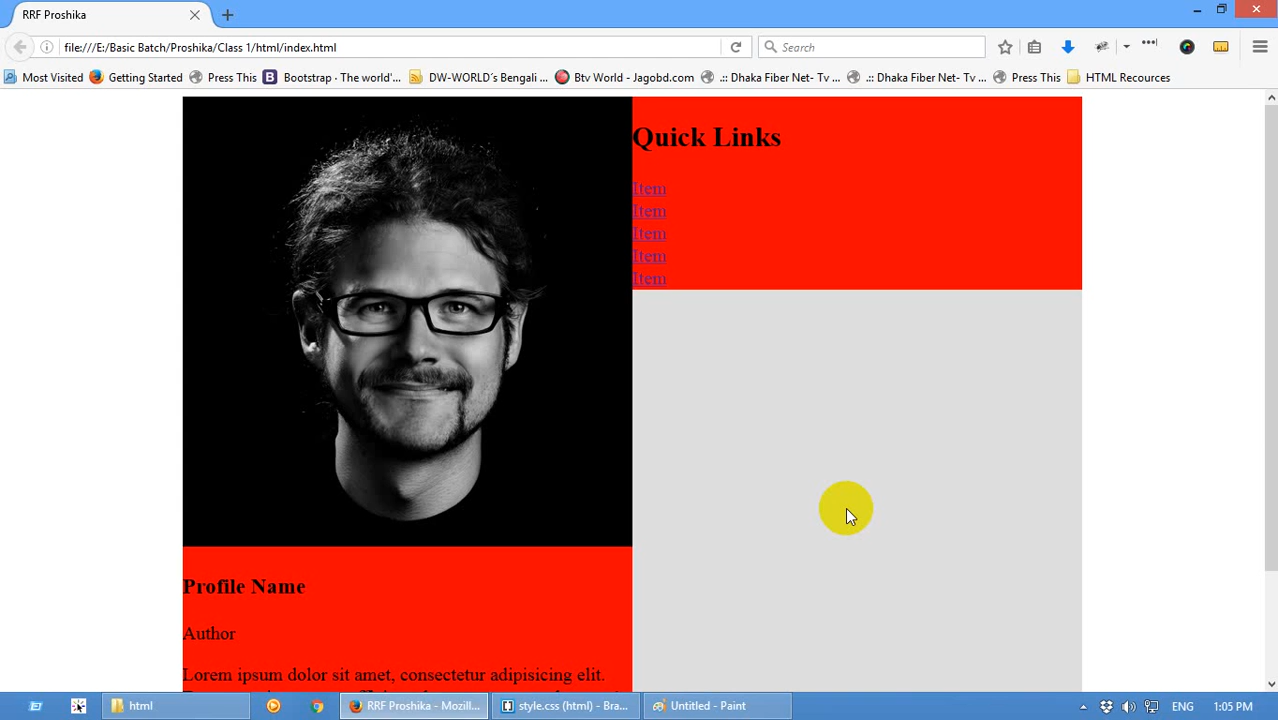 RRF Proshika
file:///E:/Basic Batch/Proshika/Class 1/html/index.html
Search
Most Visited Getting Started Press This Bootstrap · The world'... DW-WORLD´s Bengali ... Btv World - Jagobd.com .:: Dhaka Fiber Net- Tv ... .:: Dhaka Fiber Net- Tv ... Press This HTML Recources
Quick Links
Item
Item
Item
Item
Item
Profile Name
Author
Lorem ipsum dolor sit amet, consectetur adipisicing elit.
html RRF Proshika - Mozill... style.css (html) - Bra... Untitled - Paint ENG 1:05 PM